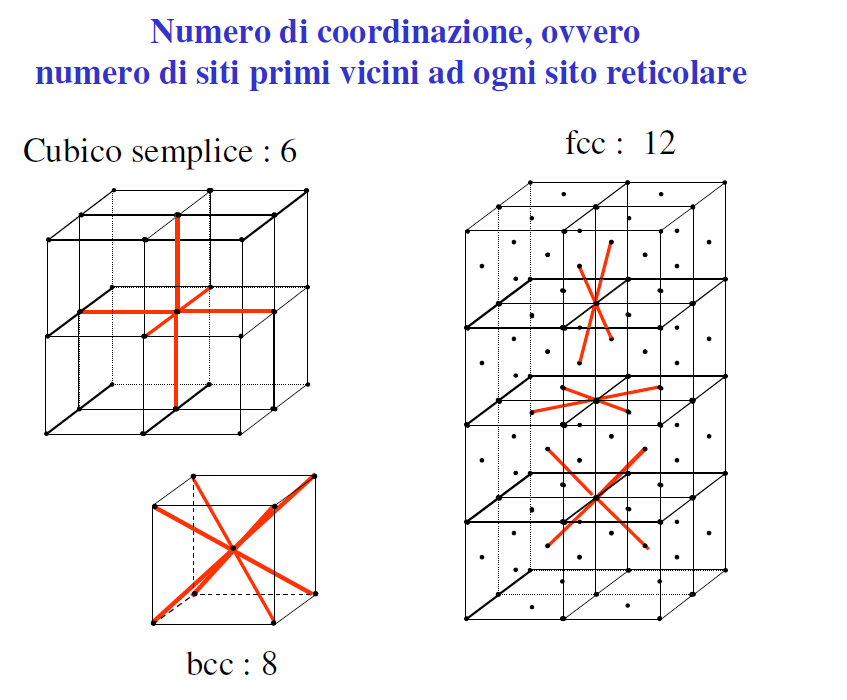 Numero di coordinazione, ovvero
numero di siti primi vicini ad ogni sito reticolare
Cubico semplice : 6
fcc : 12
bcc : 8